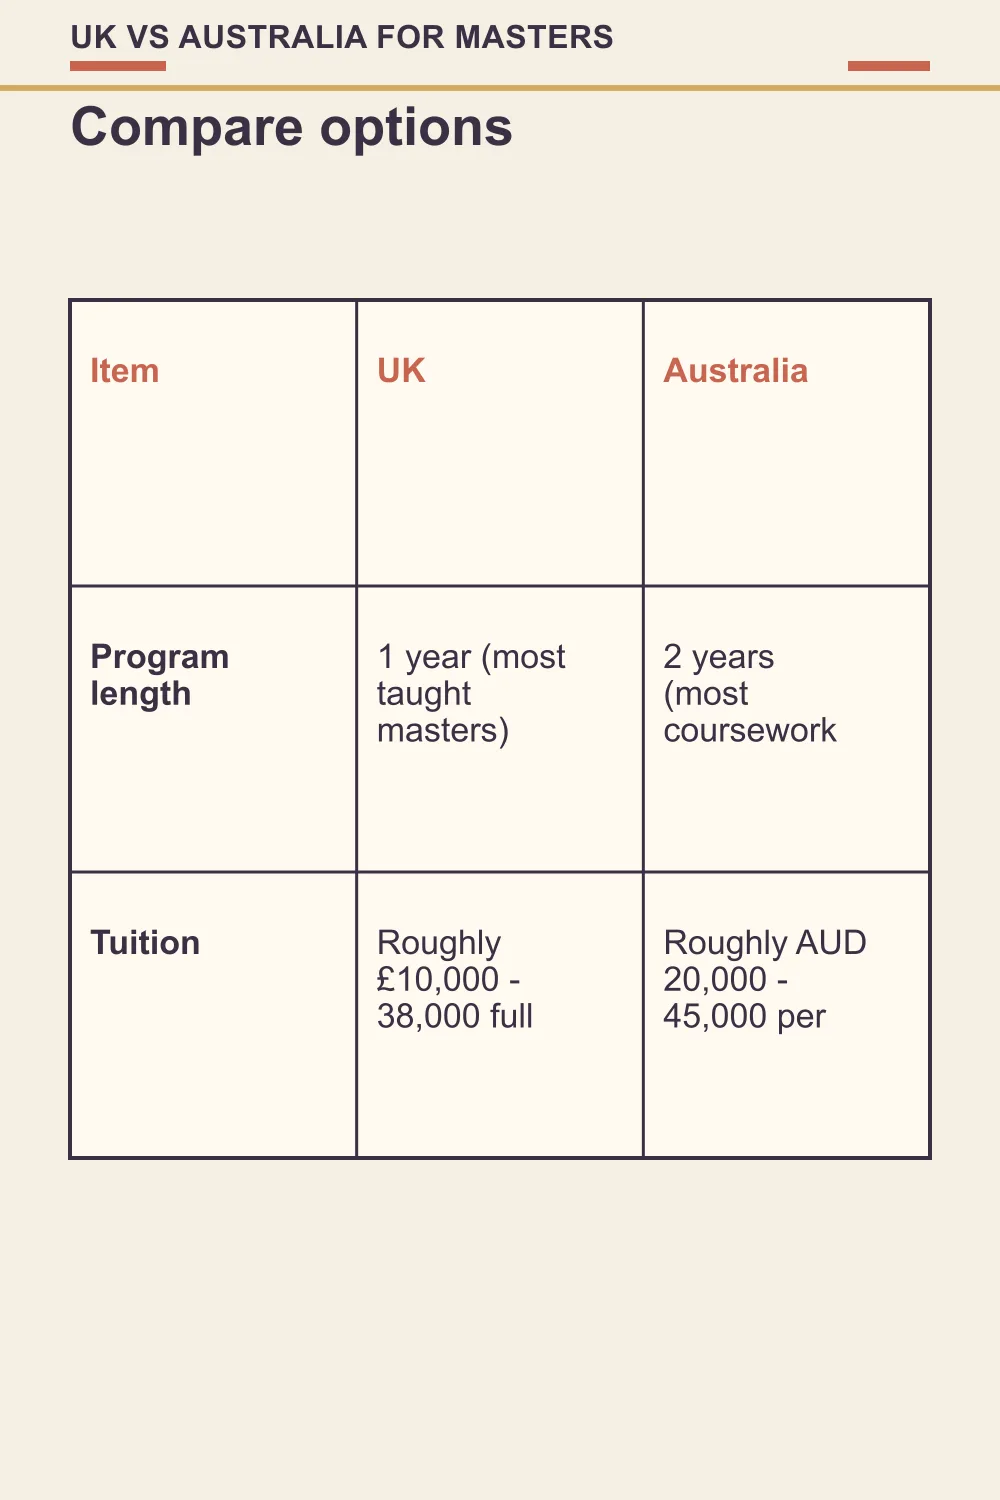 UK VS AUSTRALIA FOR MASTERS
Compare options
Item
UK
Australia
Program
length
1 year (most
taught
masters)
2 years
(most
coursework
Tuition
Roughly
£10,000 -
38,000 full
Roughly AUD
20,000 -
45,000 per